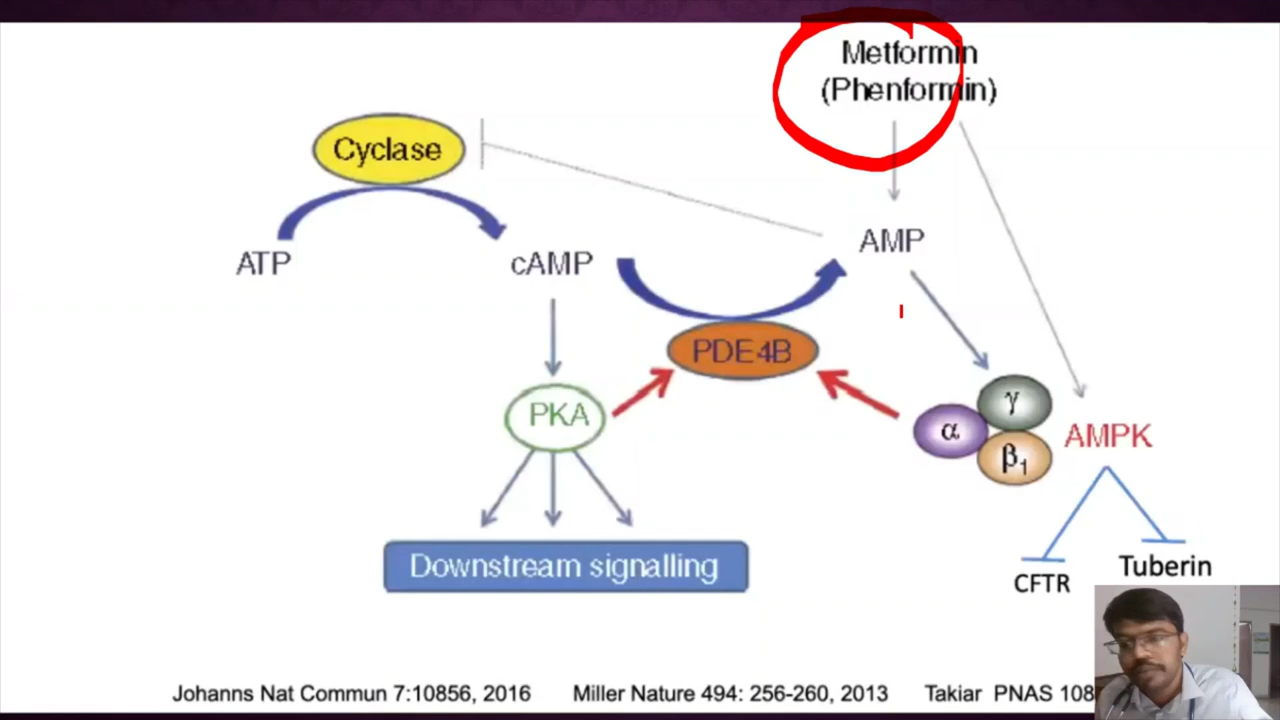 Metformin
(Phenformin)
Cyclase
ATP
cAMP
AMP
PDE4B
PKA
γ
α
β1
AMPK
Downstream signalling
CFTR
Tuberin
Johanns Nat Commun 7:10856, 2016
Miller Nature 494: 256-260, 2013
Takiar PNAS 108